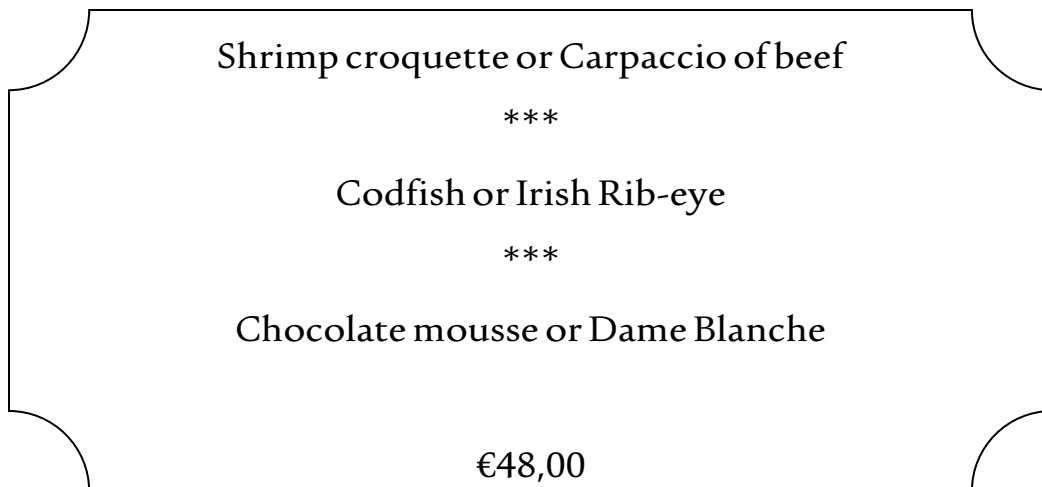 Shrimp croquette or Carpaccio of beef
***
Codfish or Irish Rib-eye
***
Chocolate mousse or Dame Blanche
€48,00